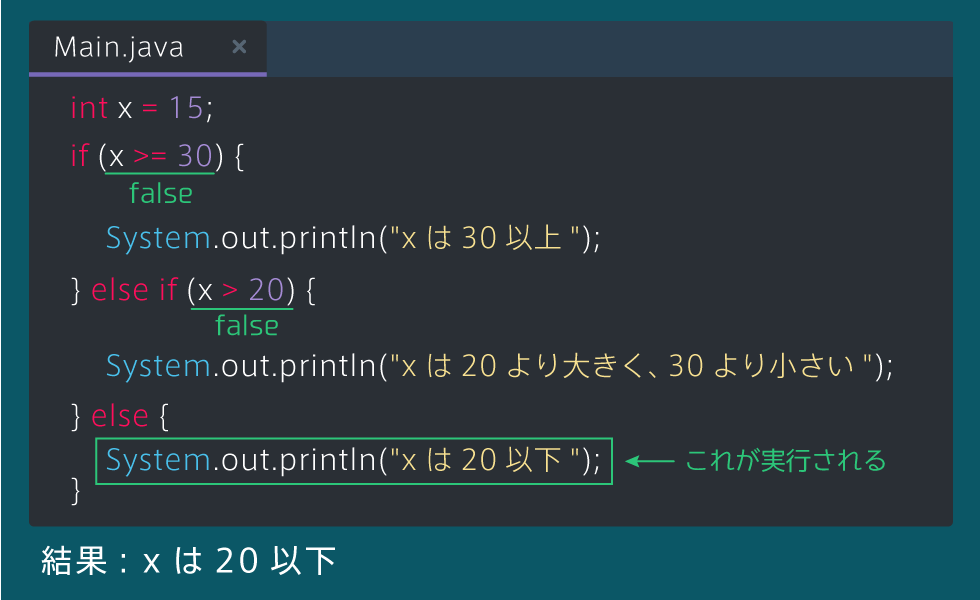 Main.java ×
int x = 15;
if (x >= 30) {
false
System.out.println("x は 30 以上 ");
} else if (x > 20) {
false
System.out.println("x は 20 より大きく、30 より小さい ");
} else {
System.out.println("x は 20 以下 "); これが実行される
}
結果 : x は 20 以下